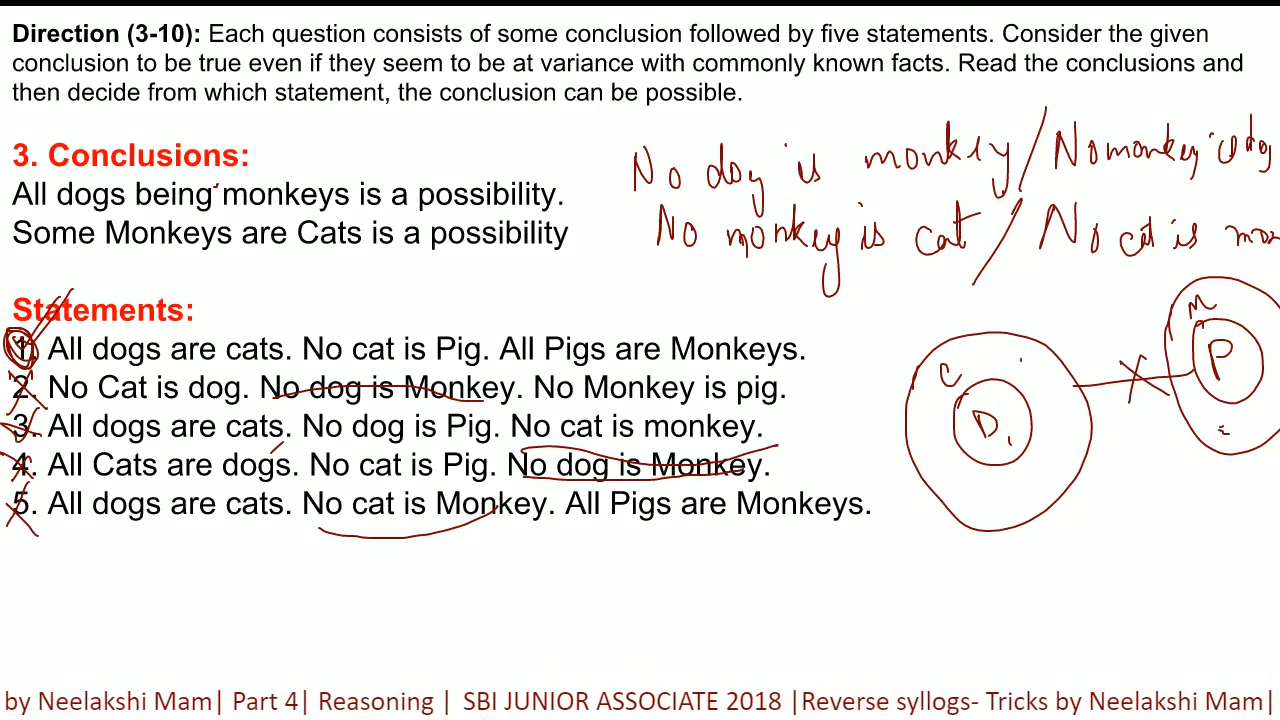 Direction (3-10): Each question consists of some conclusion followed by five statements. Consider the given
conclusion to be true even if they seem to be at variance with commonly known facts. Read the conclusions and
then decide from which statement, the conclusion can be possible.
3. Conclusions:
No dog is monkey / No monkey is dog
All dogs being monkeys is a possibility.
Some Monkeys are Cats is a possibility
No monkey is cat / No cat is mon
Statements:
1. All dogs are cats. No cat is Pig. All Pigs are Monkeys.
2. No Cat is dog. No dog is Monkey. No Monkey is pig.
3. All dogs are cats. No dog is Pig. No cat is monkey.
4. All Cats are dogs. No cat is Pig. No dog is Monkey.
5. All dogs are cats. No cat is Monkey. All Pigs are Monkeys.
C
D
M
P
by Neelakshi Mam| Part 4| Reasoning | SBI JUNIOR ASSOCIATE 2018 |Reverse syllogs- Tricks by Neelakshi Mam|